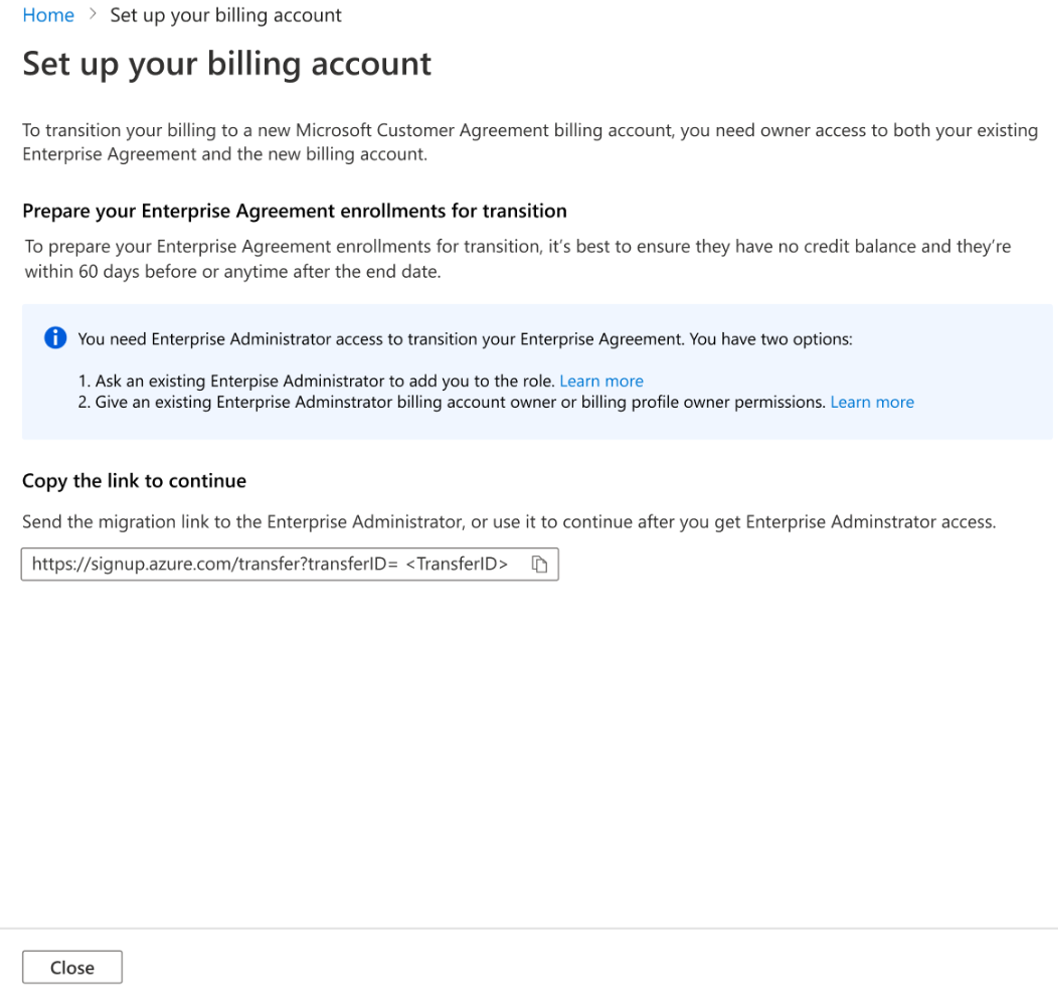 Home > Set up your billing account
Set up your billing account
To transition your billing to a new Microsoft Customer Agreement billing account, you need owner access to both your existing
Enterprise Agreement and the new billing account.
Prepare your Enterprise Agreement enrollments for transition
To prepare your Enterprise Agreement enrollments for transition, it's best to ensure they have no credit balance and they're
within 60 days before or anytime after the end date.
You need Enterprise Administrator access to transition your Enterprise Agreement. You have two options:
1. Ask an existing Enterpise Administrator to add you to the role. Learn more
2. Give an existing Enterprise Adminstrator billing account owner or billing profile owner permissions. Learn more
Copy the link to continue
Send the migration link to the Enterprise Administrator, or use it to continue after you get Enterprise Adminstrator access.
https://signup.azure.com/transfer?transferID= <TransferID>
Close